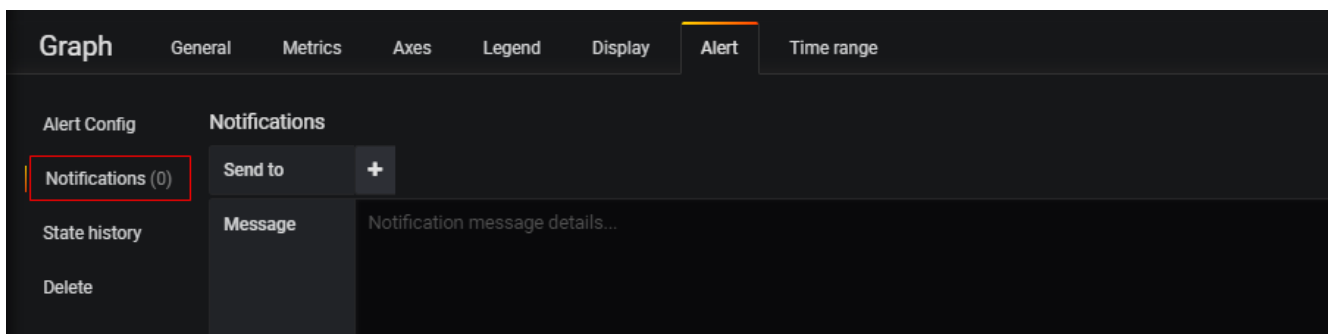 Graph General Metrics Axes Legend Display Alert Time range
Alert Config
Notifications (0)
State history
Delete
Notifications
Send to +
Message Notification message details...